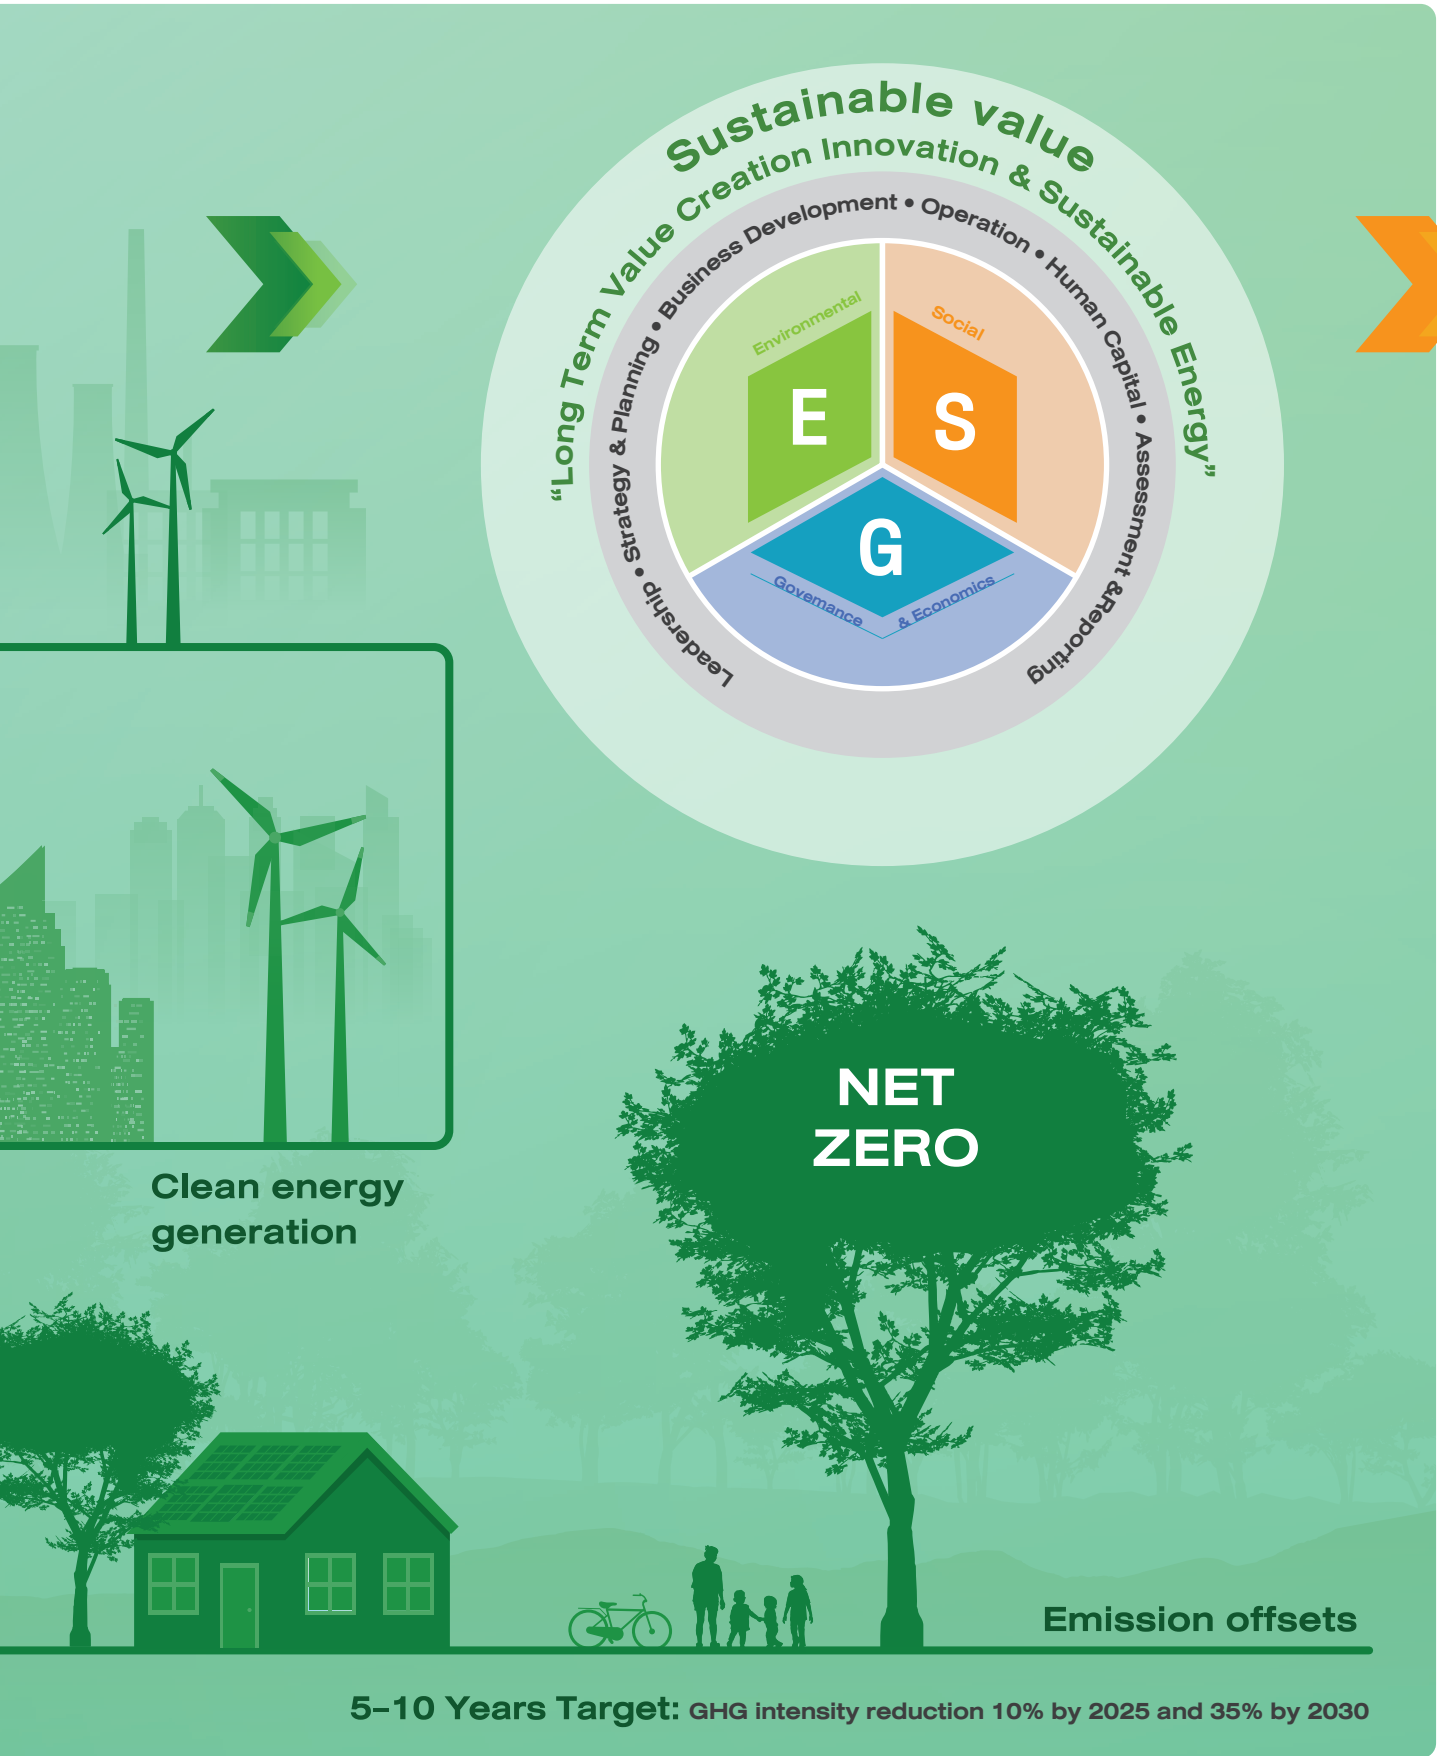 Sustainable value
“Long Term Value Creation Innovation & Sustainable Energy”
Leadership • Strategy & Planning • Business Development • Operation • Human Capital • Assessment &Reporting
Environmental
Social
E
S
G
Governance & Economics
NET
ZERO
Clean energy
generation
Emission offsets
5–10 Years Target: GHG intensity reduction 10% by 2025 and 35% by 2030